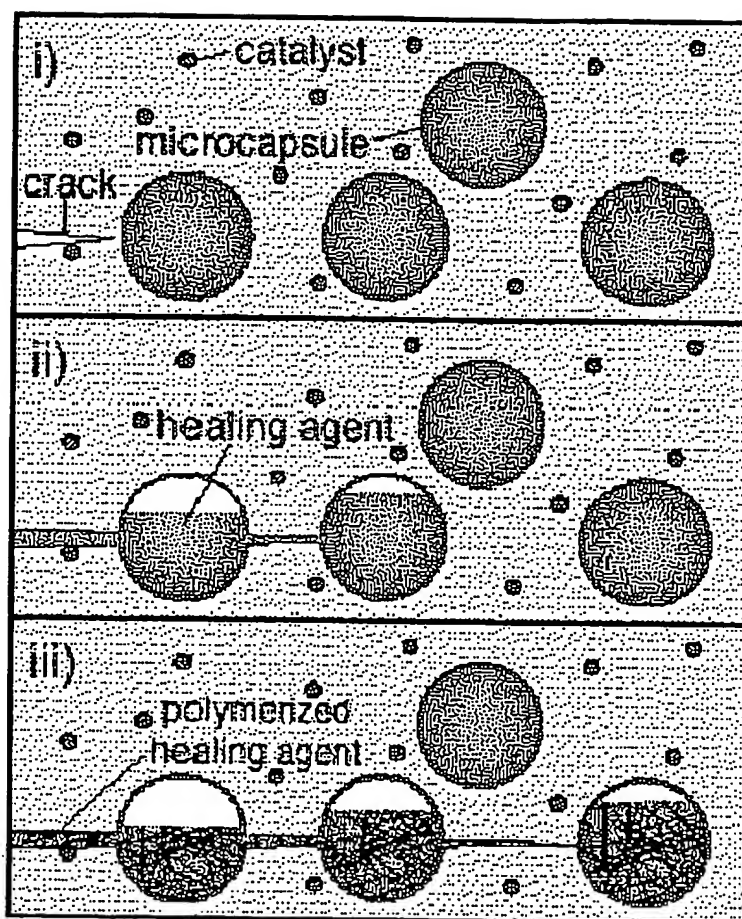 i)
catalyst
microcapsule
crack
ii)
healing agent
iii)
polymerized
healing agent